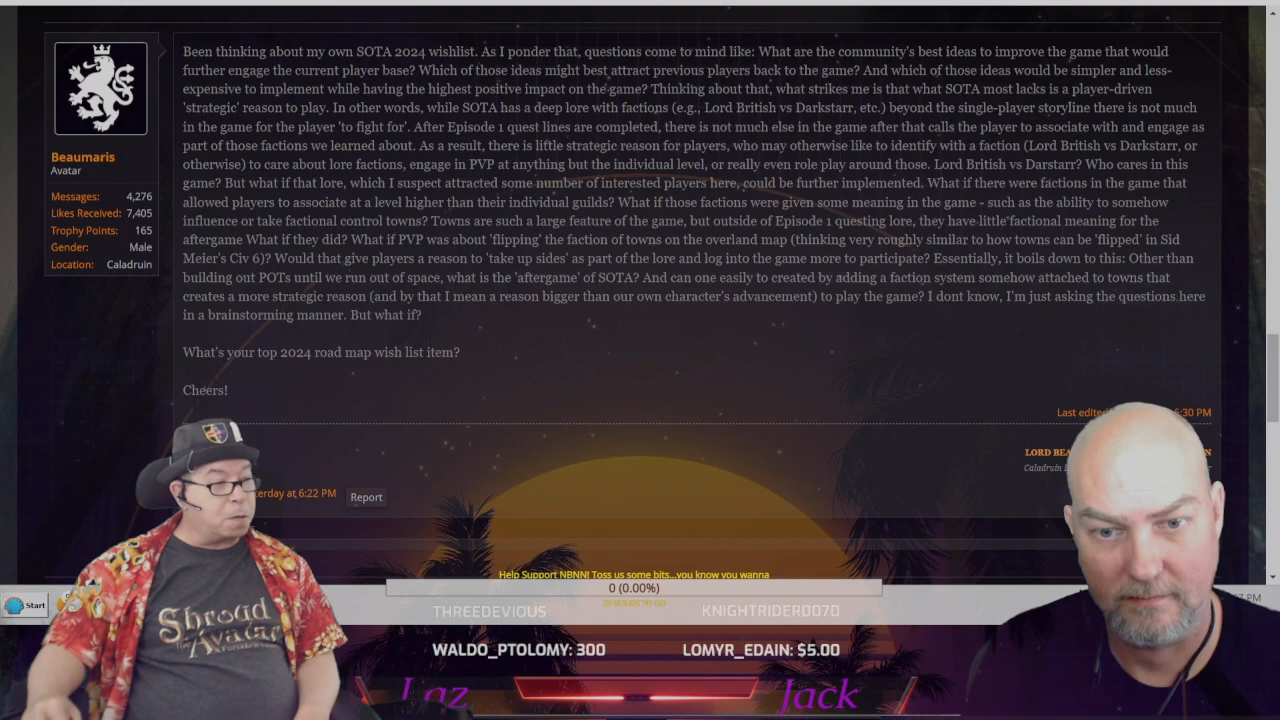 Been thinking about my own SOTA 2024 wishlist. As I ponder that, questions come to mind like: What are the community's best ideas to improve the game that would
further engage the current player base? Which of those ideas might best attract previous players back to the game? And which of those ideas would be simpler and less-
expensive to implement while having the highest positive impact on the game? Thinking about that, what strikes me is that what SOTA most lacks is a player-driven
'strategic' reason to play. In other words, while SOTA has a deep lore with factions (e.g., Lord British vs Darkstarr, etc.) beyond the single-player storyline there is not much
in the game for the player 'to fight for'. After Episode 1 quest lines are completed, there is not much else in the game after that calls the player to associate with and engage as
part of those factions we learned about. As a result, there is little strategic reason for players, who may otherwise like to identify with a faction (Lord British vs Darkstarr, or
otherwise) to care about lore factions, engage in PVP at anything but the individual level, or really even role play around those. Lord British vs Darstarr? Who cares in this
game? But what if that lore, which I suspect attracted some number of interested players here, could be further implemented. What if there were factions in the game that
allowed players to associate at a level higher than their individual guilds? What if those factions were given some meaning in the game - such as the ability to somehow
influence or take factional control towns? Towns are such a large feature of the game, but outside of Episode 1 questing lore, they have little factional meaning for the
aftergame What if they did? What if PVP was about 'flipping' the faction of towns on the overland map (thinking very roughly similar to how towns can be 'flipped' in Sid
Meier's Civ 6)? Would that give players a reason to 'take up sides' as part of the lore and log into the game more to participate? Essentially, it boils down to this: Other than
building out POTs until we run out of space, what is the 'aftergame' of SOTA? And can one easily to created by adding a faction system somehow attached to towns that
creates a more strategic reason (and by that I mean a reason bigger than our own character's advancement) to play the game? I dont know, I'm just asking the questions here
in a brainstorming manner. But what if?
What's your top 2024 road map wish list item?
Cheers!
Beaumaris
Avatar
Messages: 4,276
Likes Received: 7,405
Trophy Points: 165
Gender: Male
Location: Caladruin
Last edite 5:30 PM
LORD BEA
Caladruin
terday at 6:22 PM Report
Help Support NBNN! Toss us some bits...you know you wanna
0 (0.00%)
Start
THREEDEVIOUS KNIGHTRIDER0070
PM
Shroud
of the Avatar
WALDO_PTOLOMY: 300 LOMYR_EDAIN: $5.00
Laz Jack